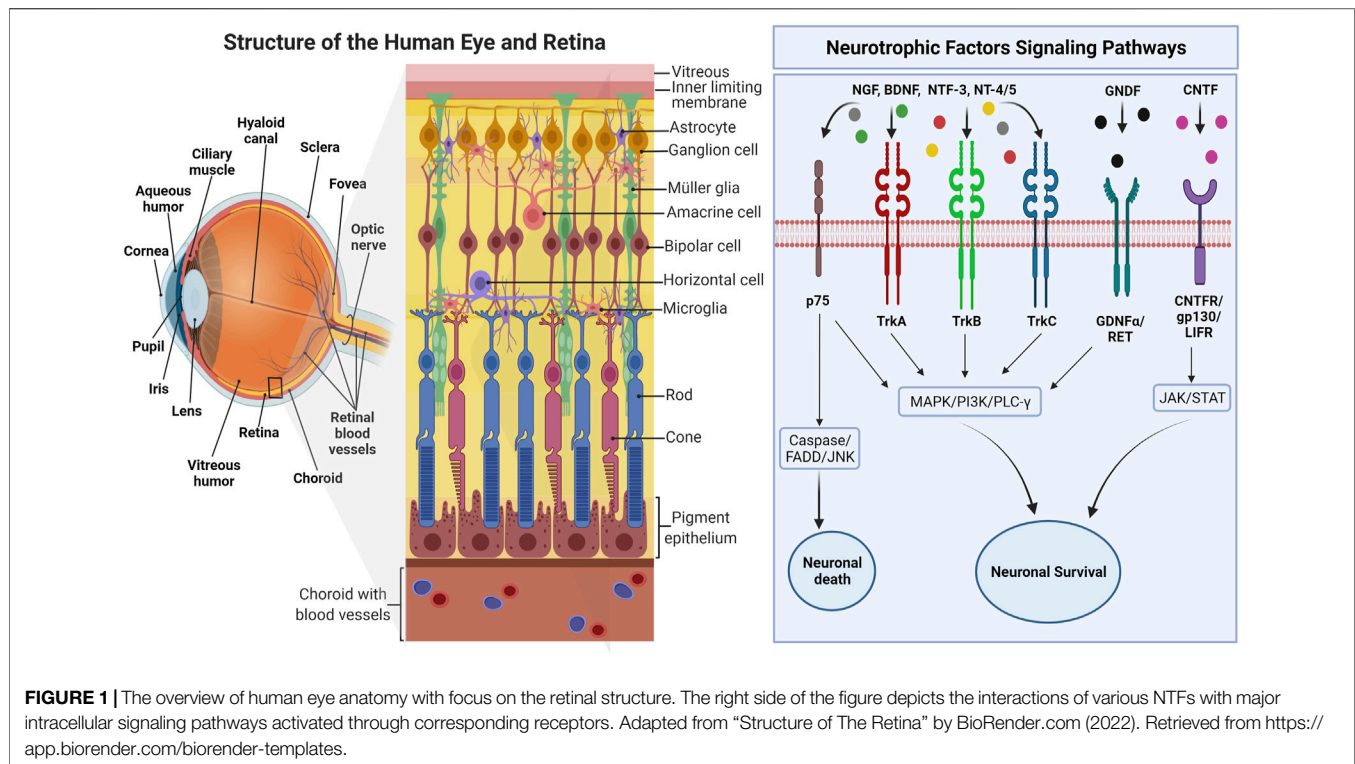 Structure of the Human Eye and Retina
Hyaloid
canal
Ciliary
muscle
Sclera
Aqueous
humor
Fovea
Optic
nerve
Cornea
Pupil
Iris
Lens
Retina
Retinal
blood
vessels
Vitreous
humor
Choroid
Vitreous
Inner limiting
membrane
Astrocyte
Ganglion cell
Müller glia
Amacrine cell
Bipolar cell
Horizontal cell
Microglia
Rod
Cone
Pigment
epithelium
Choroid with
blood vessels
Neurotrophic Factors Signaling Pathways
NGF, BDNF, NTF-3, NT-4/5
GNDF
CNTF
p75
TrkA
TrkB
TrkC
GDNFα/
RET
CNTFR/
gp130/
LIFR
MAPK/PI3K/PLC-γ
JAK/STAT
Caspase/
FADD/JNK
Neuronal
death
Neuronal Survival
FIGURE 1 | The overview of human eye anatomy with focus on the retinal structure. The right side of the figure depicts the interactions of various NTFs with major
intracellular signaling pathways activated through corresponding receptors. Adapted from “Structure of The Retina” by BioRender.com (2022). Retrieved from https://
app.biorender.com/biorender-templates.